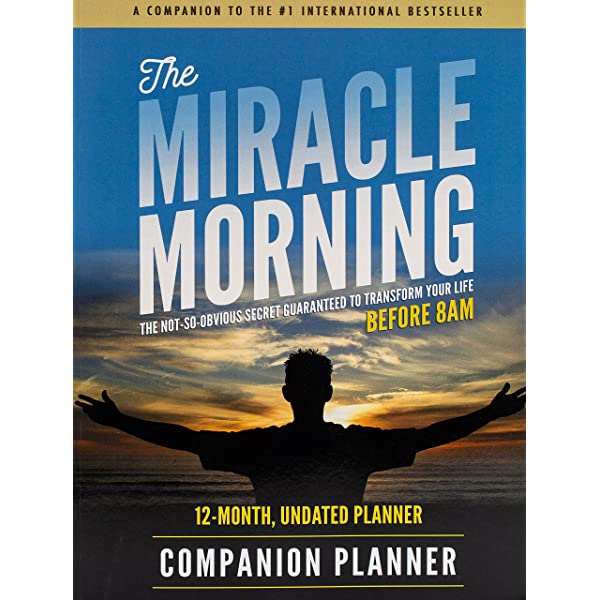 A COMPANION TO THE #1 INTERNATIONAL BESTSELLER
The
MIRACLE
MORNING
THE NOT-SO-OBVIOUS SECRET GUARANTEED TO TRANSFORM YOUR LIFE
BEFORE 8AM
12-MONTH, UNDATED PLANNER
COMPANION PLANNER